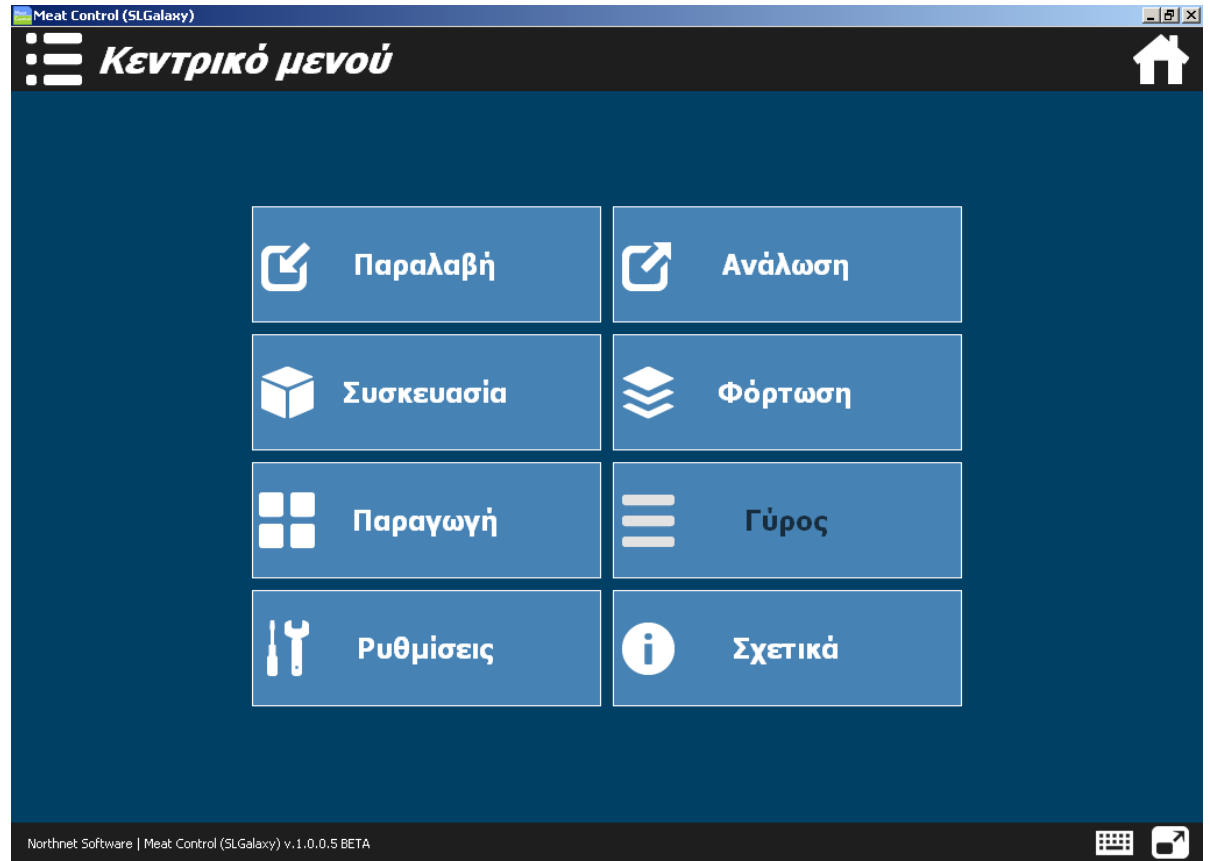 Meat Control (SLGalaxy)
Κεντρικό μενού
Παραλαβή
Ανάλωση
Συσκευασία
Φόρτωση
Παραγωγή
Γύρος
Ρυθμίσεις
Σχετικά
Northnet Software | Meat Control (SLGalaxy) v.1.0.0.5 BETA